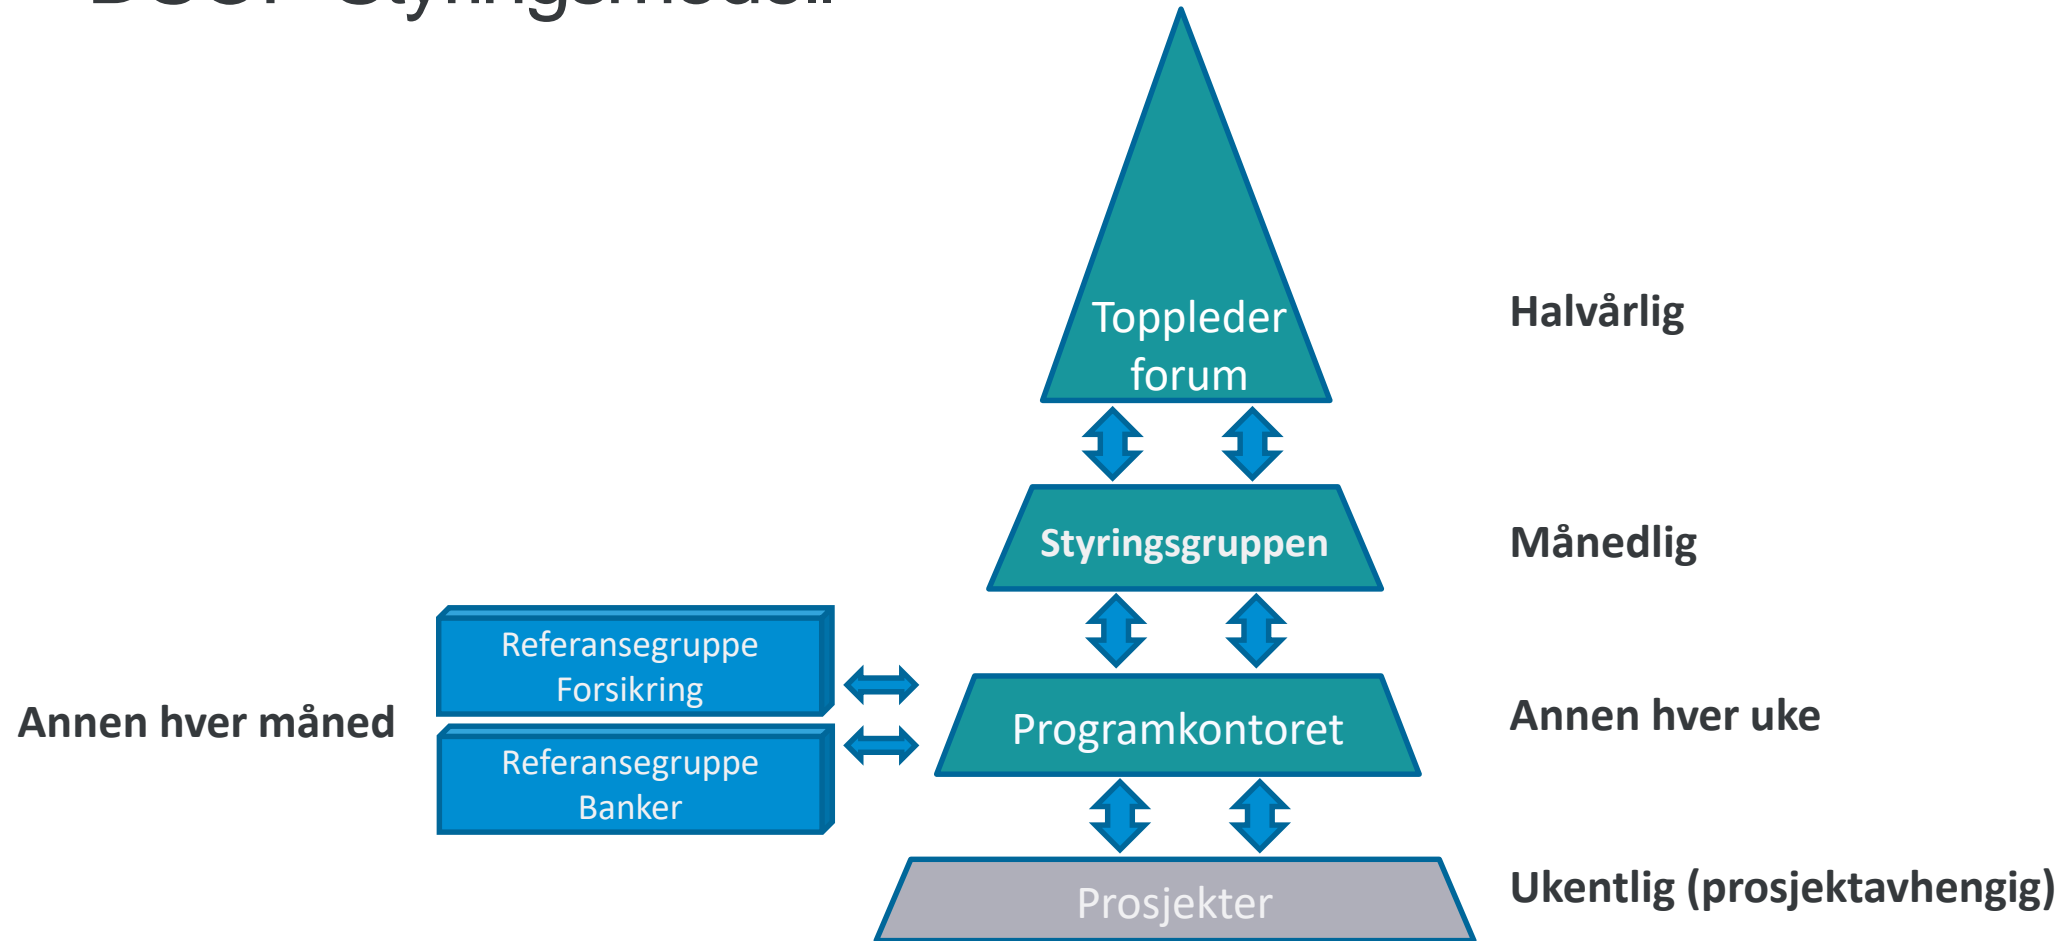 Styringsmodell
Toppleder
forum
Halvårlig
Styringsgruppen
Månedlig
Referansegruppe
Forsikring
Annen hver måned
Referansegruppe
Banker
Programkontoret
Annen hver uke
Prosjekter
Ukentlig (prosjektavhengig)